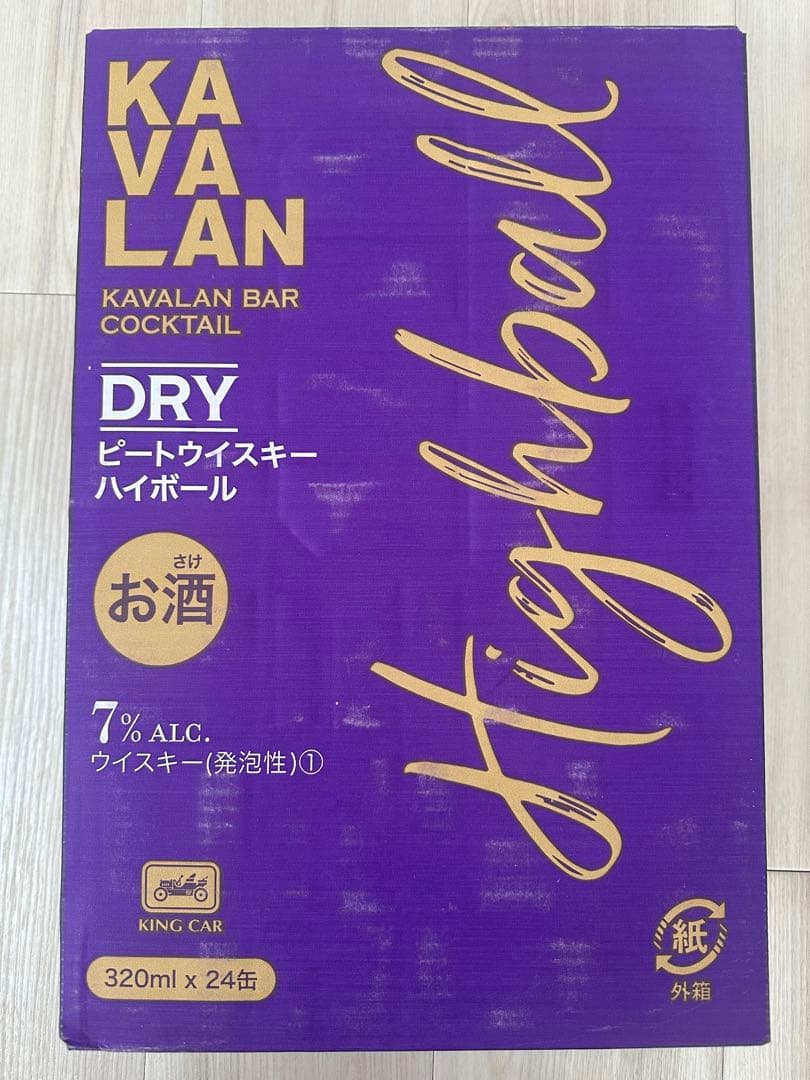 KA
VA
LAN
KAVALAN BAR
COCKTAIL
DRY
ピートウイスキー
ハイボール
さけ
お酒
7% ALC.
ウイスキー(発泡性)①
KING CAR
320ml x 24缶
Highball
紙
外箱